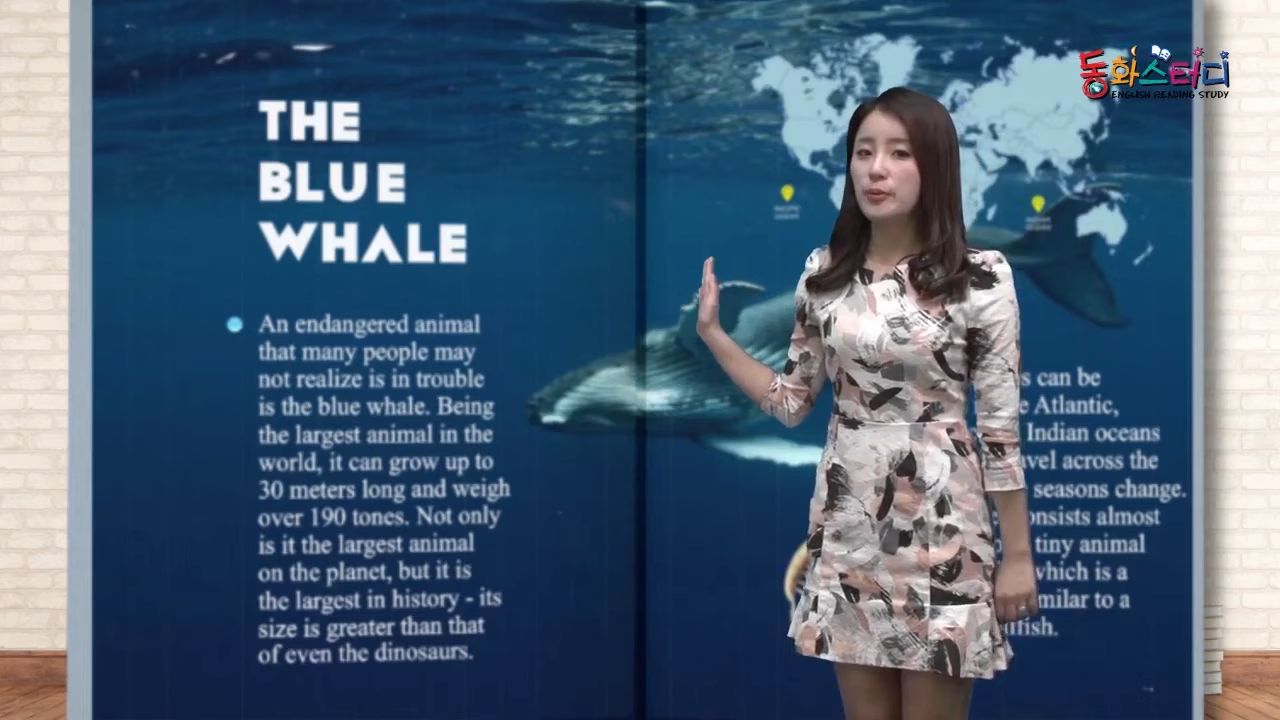 동화스터디
ENGLISH READING STUDY
THE
BLUE
WHALE
An endangered animal
that many people may
not realize is in trouble
is the blue whale. Being
the largest animal in the
world, it can grow up to
30 meters long and weigh
over 190 tones. Not only
is it the largest animal
on the planet, but it is
the largest in history - its
size is greater than that
of even the dinosaurs.
PACIFIC
OCEAN
INDIAN
OCEAN
can be
Atlantic,
Indian oceans
across the
seasons change.
almost
tiny animal
which is a
to a